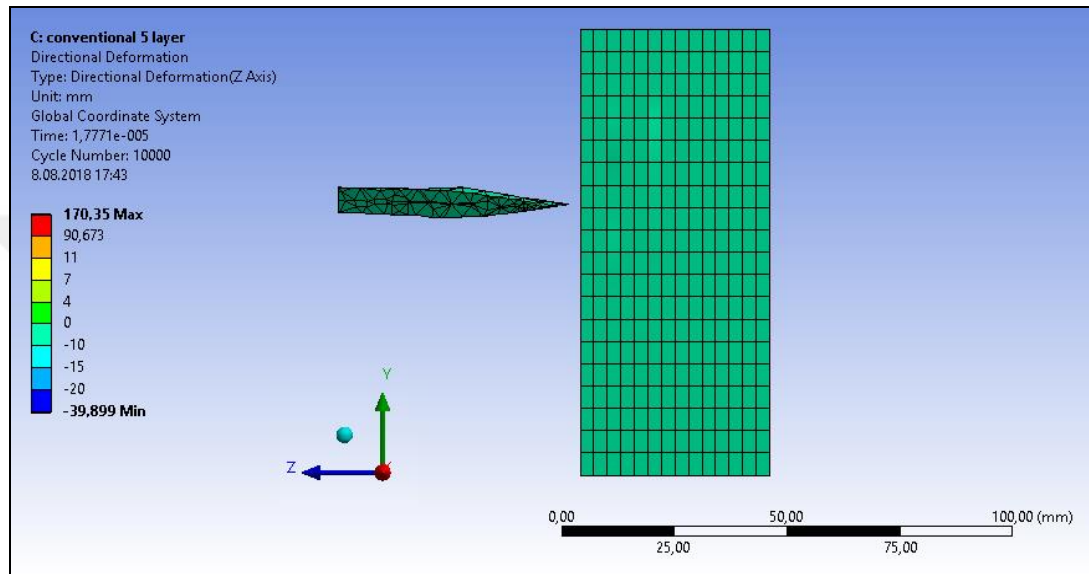 C: conventional 5 layer
Directional Deformation
Type: Directional Deformation(Z Axis)
Unit: mm
Global Coordinate System
Time: 1,7771e-005
Cycle Number: 10000
8.08.2018 17:43
170,35 Max
90,673
11
7
4
0
-10
-15
-20
-39,899 Min
Y
Z
0,00 50,00 100,00 (mm)
25,00 75,00